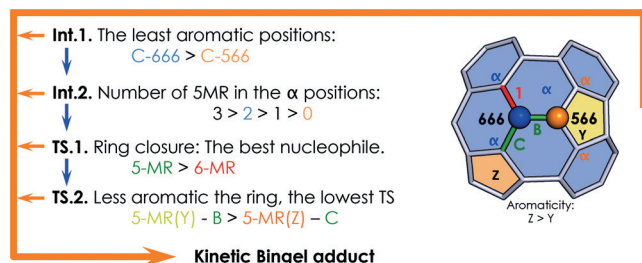 Int.1. The least aromatic positions:
C-666 > C-566
Int.2. Number of 5MR in the α positions:
3 > 2 > 1 > 0
TS.1. Ring closure: The best nucleophile.
5-MR > 6-MR
TS.2. Less aromatic the ring, the lowest TS
5-MR(Y) - B > 5-MR(Z) – C
Kinetic Bingel adduct
α
α
α
1
666
566
B
Y
α
C
α
Z
Aromaticity:
Z > Y